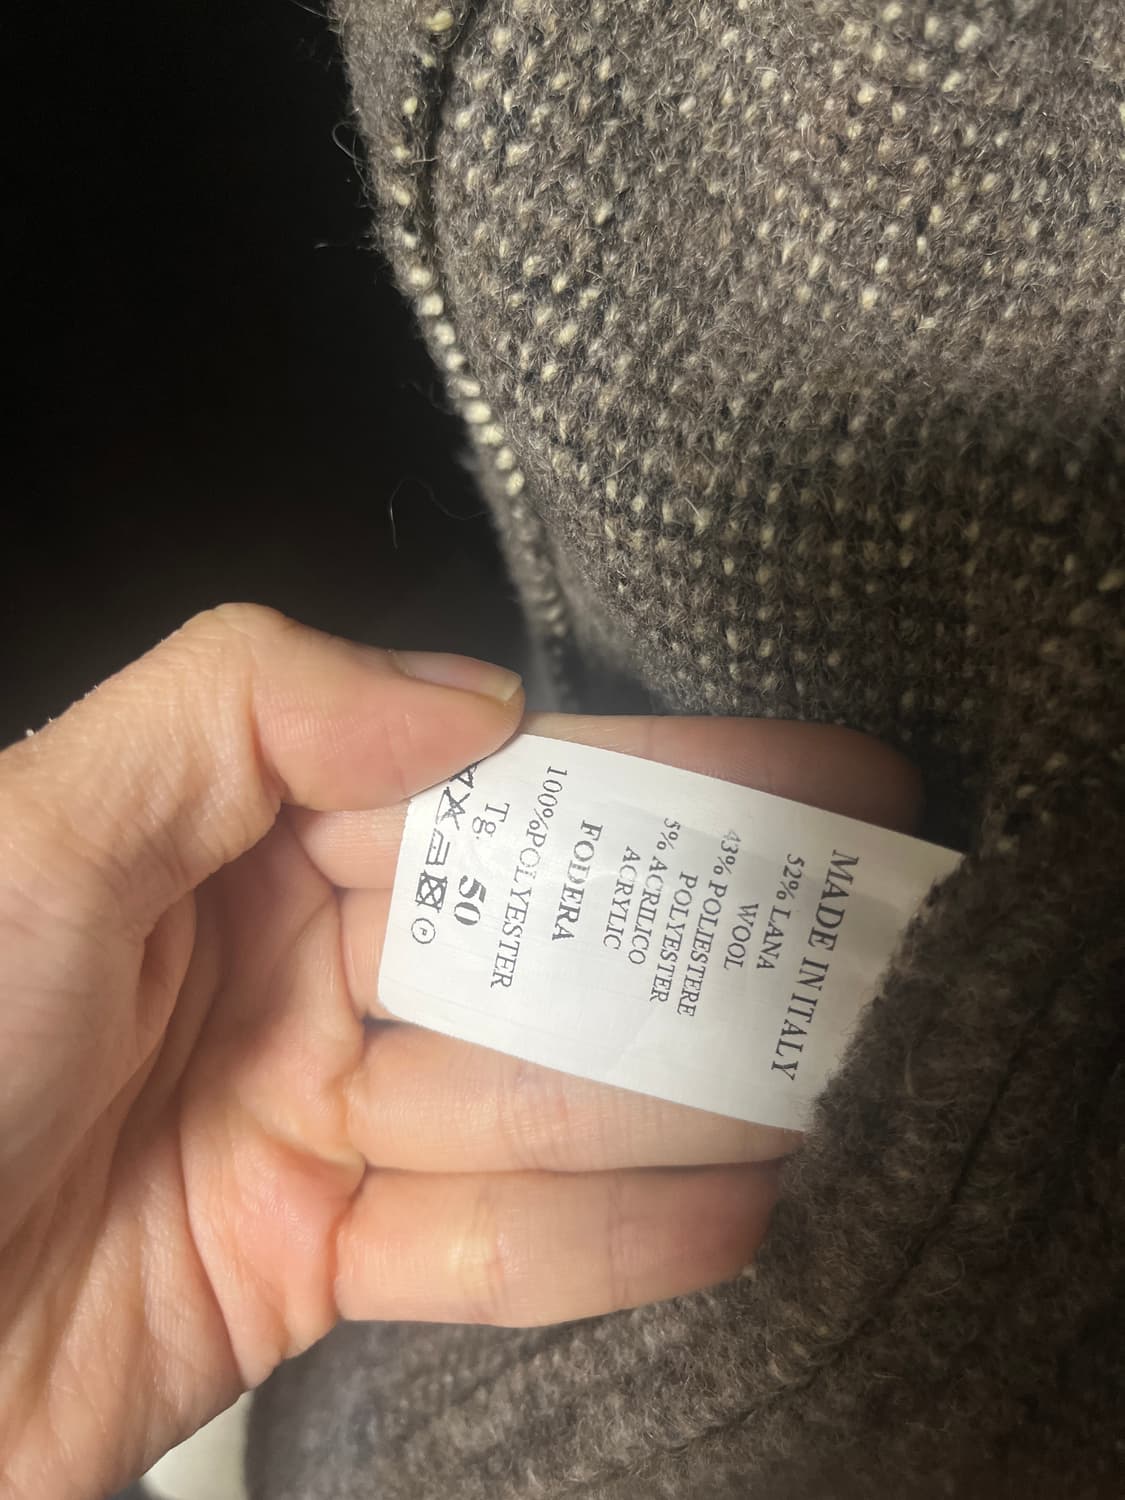 MADE IN ITALY
52% LANA
WOOL
43% POLIESTERE
POLYESTER
5% ACRILICO
ACRYLIC
FODERA
100%POLYESTER
Tg. 50
P